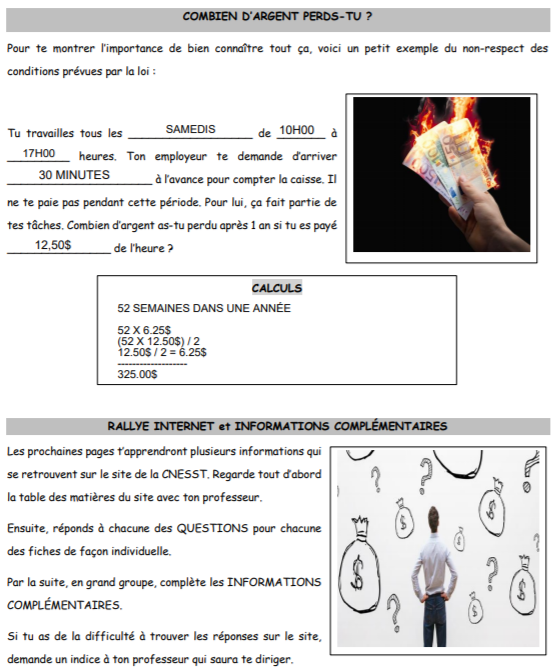 COMBIEN D'ARGENT PERDS-TU ?
Pour te montrer l'importance de bien connaître tout ça, voici un petit exemple du non-respect des
conditions prévues par la loi :
Tu travailles tous les SAMEDIS de 10H00 à
17H00 heures. Ton employeur te demande d'arriver
30 MINUTES à l'avance pour compter la caisse. Il
ne te paie pas pendant cette période. Pour lui, ça fait partie de
tes tâches. Combien d'argent as-tu perdu après 1 an si tu es payé
12,50$ de l'heure ?
CALCULS
52 SEMAINES DANS UNE ANNÉE
52 X 6.25$
(52 X 12.50$) / 2
12.50$ / 2 = 6.25$
-------------------
325.00$
RALLYE INTERNET et INFORMATIONS COMPLÉMENTAIRES
Les prochaines pages t'apprendront plusieurs informations qui
se retrouvent sur le site de la CNESST. Regarde tout d'abord
la table des matières du site avec ton professeur.
Ensuite, réponds à chacune des QUESTIONS pour chacune
des fiches de façon individuelle.
Par la suite, en grand groupe, complète les INFORMATIONS
COMPLÉMENTAIRES.
Si tu as de la difficulté à trouver les réponses sur le site,
demande un indice à ton professeur qui saura te diriger.